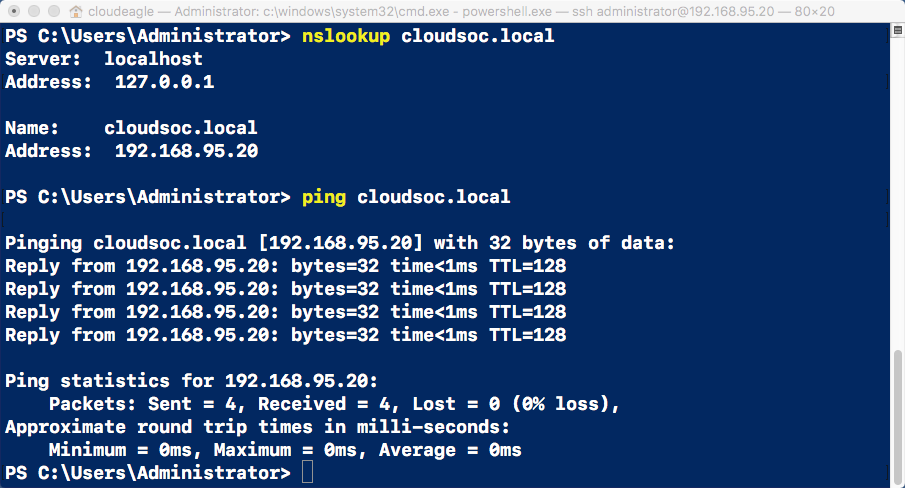 cloudeagle — Administrator: c:\windows\system32\cmd.exe - powershell.exe — ssh administrator@192.168.95.20 — 80×20
PS C:\Users\Administrator> nslookup cloudsoc.local
Server:  localhost
Address:  127.0.0.1
Name:    cloudsoc.local
Address:  192.168.95.20
PS C:\Users\Administrator> ping cloudsoc.local
Pinging cloudsoc.local [192.168.95.20] with 32 bytes of data:
Reply from 192.168.95.20: bytes=32 time<1ms TTL=128
Reply from 192.168.95.20: bytes=32 time<1ms TTL=128
Reply from 192.168.95.20: bytes=32 time<1ms TTL=128
Reply from 192.168.95.20: bytes=32 time<1ms TTL=128
Ping statistics for 192.168.95.20:
    Packets: Sent = 4, Received = 4, Lost = 0 (0% loss),
Approximate round trip times in milli-seconds:
    Minimum = 0ms, Maximum = 0ms, Average = 0ms
PS C:\Users\Administrator>